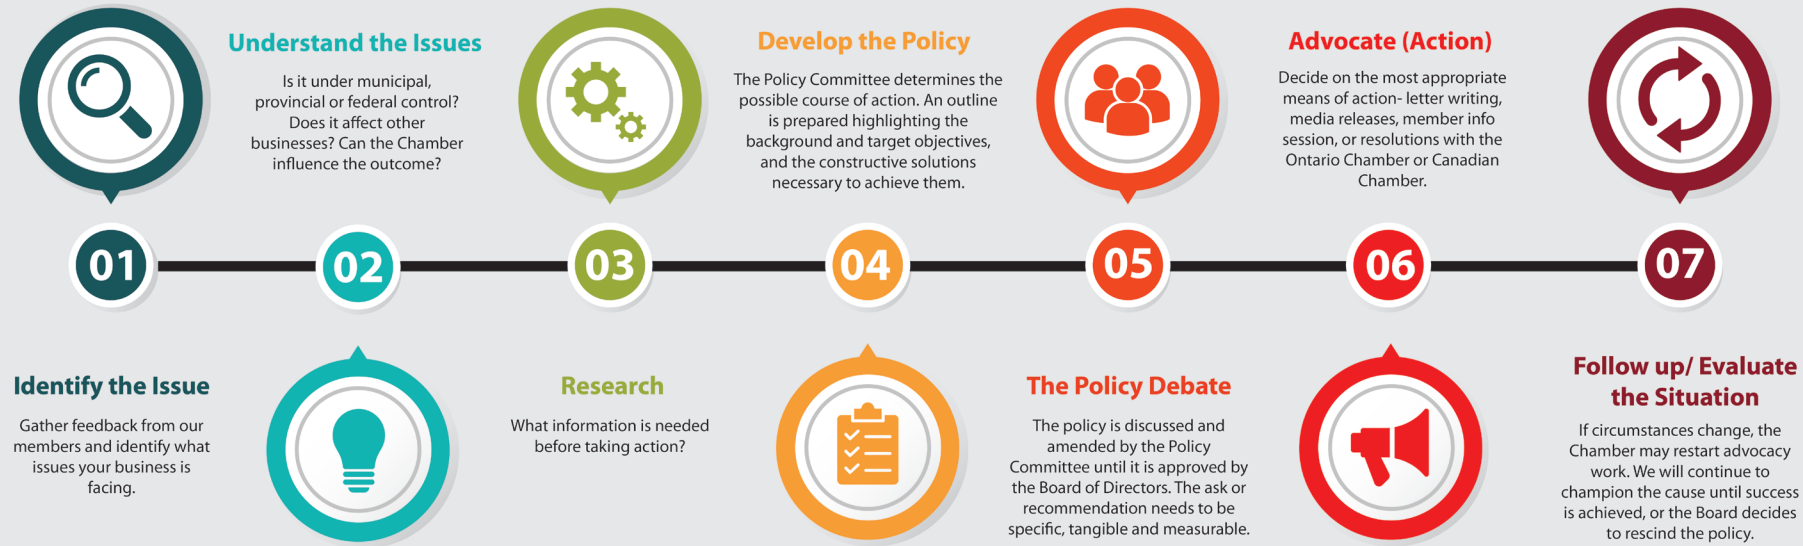 01
Identify the Issue
Gather feedback from our
members and identify what
issues your business is
facing.
Understand the Issues
Is it under municipal,
provincial or federal control?
Does it affect other
businesses? Can the Chamber
influence the outcome?
02
03
Research
What information is needed
before taking action?
Develop the Policy
The Policy Committee determines the
possible course of action. An outline
is prepared highlighting the
background and target objectives,
and the constructive solutions
necessary to achieve them.
04
05
The Policy Debate
The policy is discussed and
amended by the Policy
Committee until it is approved by
the Board of Directors. The ask or
recommendation needs to be
specific, tangible and measurable.
Advocate (Action)
Decide on the most appropriate
means of action- letter writing,
media releases, member info
session, or resolutions with the
Ontario Chamber or Canadian
Chamber.
06
07
Follow up/ Evaluate
the Situation
If circumstances change, the
Chamber may restart advocacy
work. We will continue to
champion the cause until success
is achieved, or the Board decides
to rescind the policy.